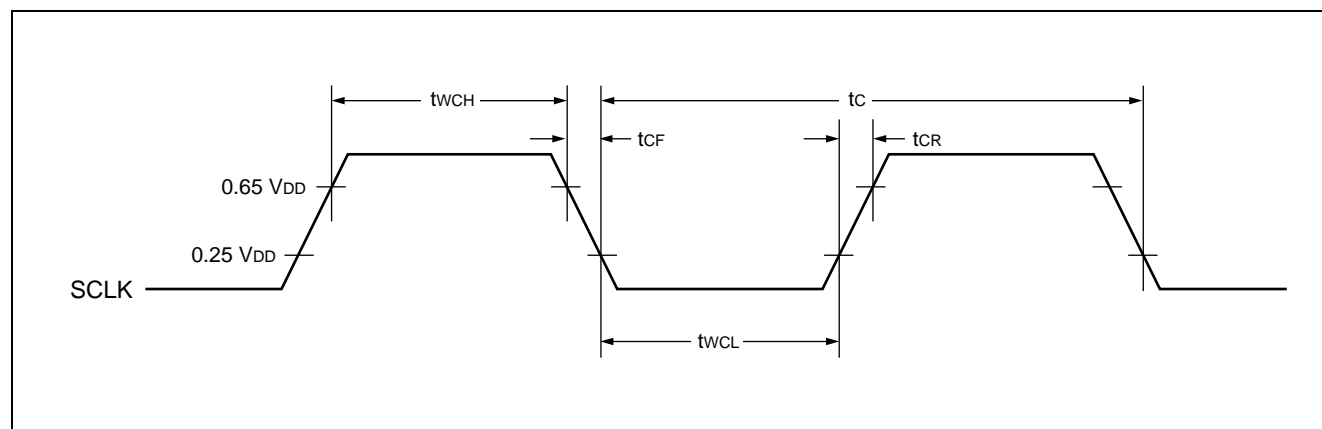 tWCH
tC
tCF
tCR
0.65 VDD
0.25 VDD
SCLK
tWCL